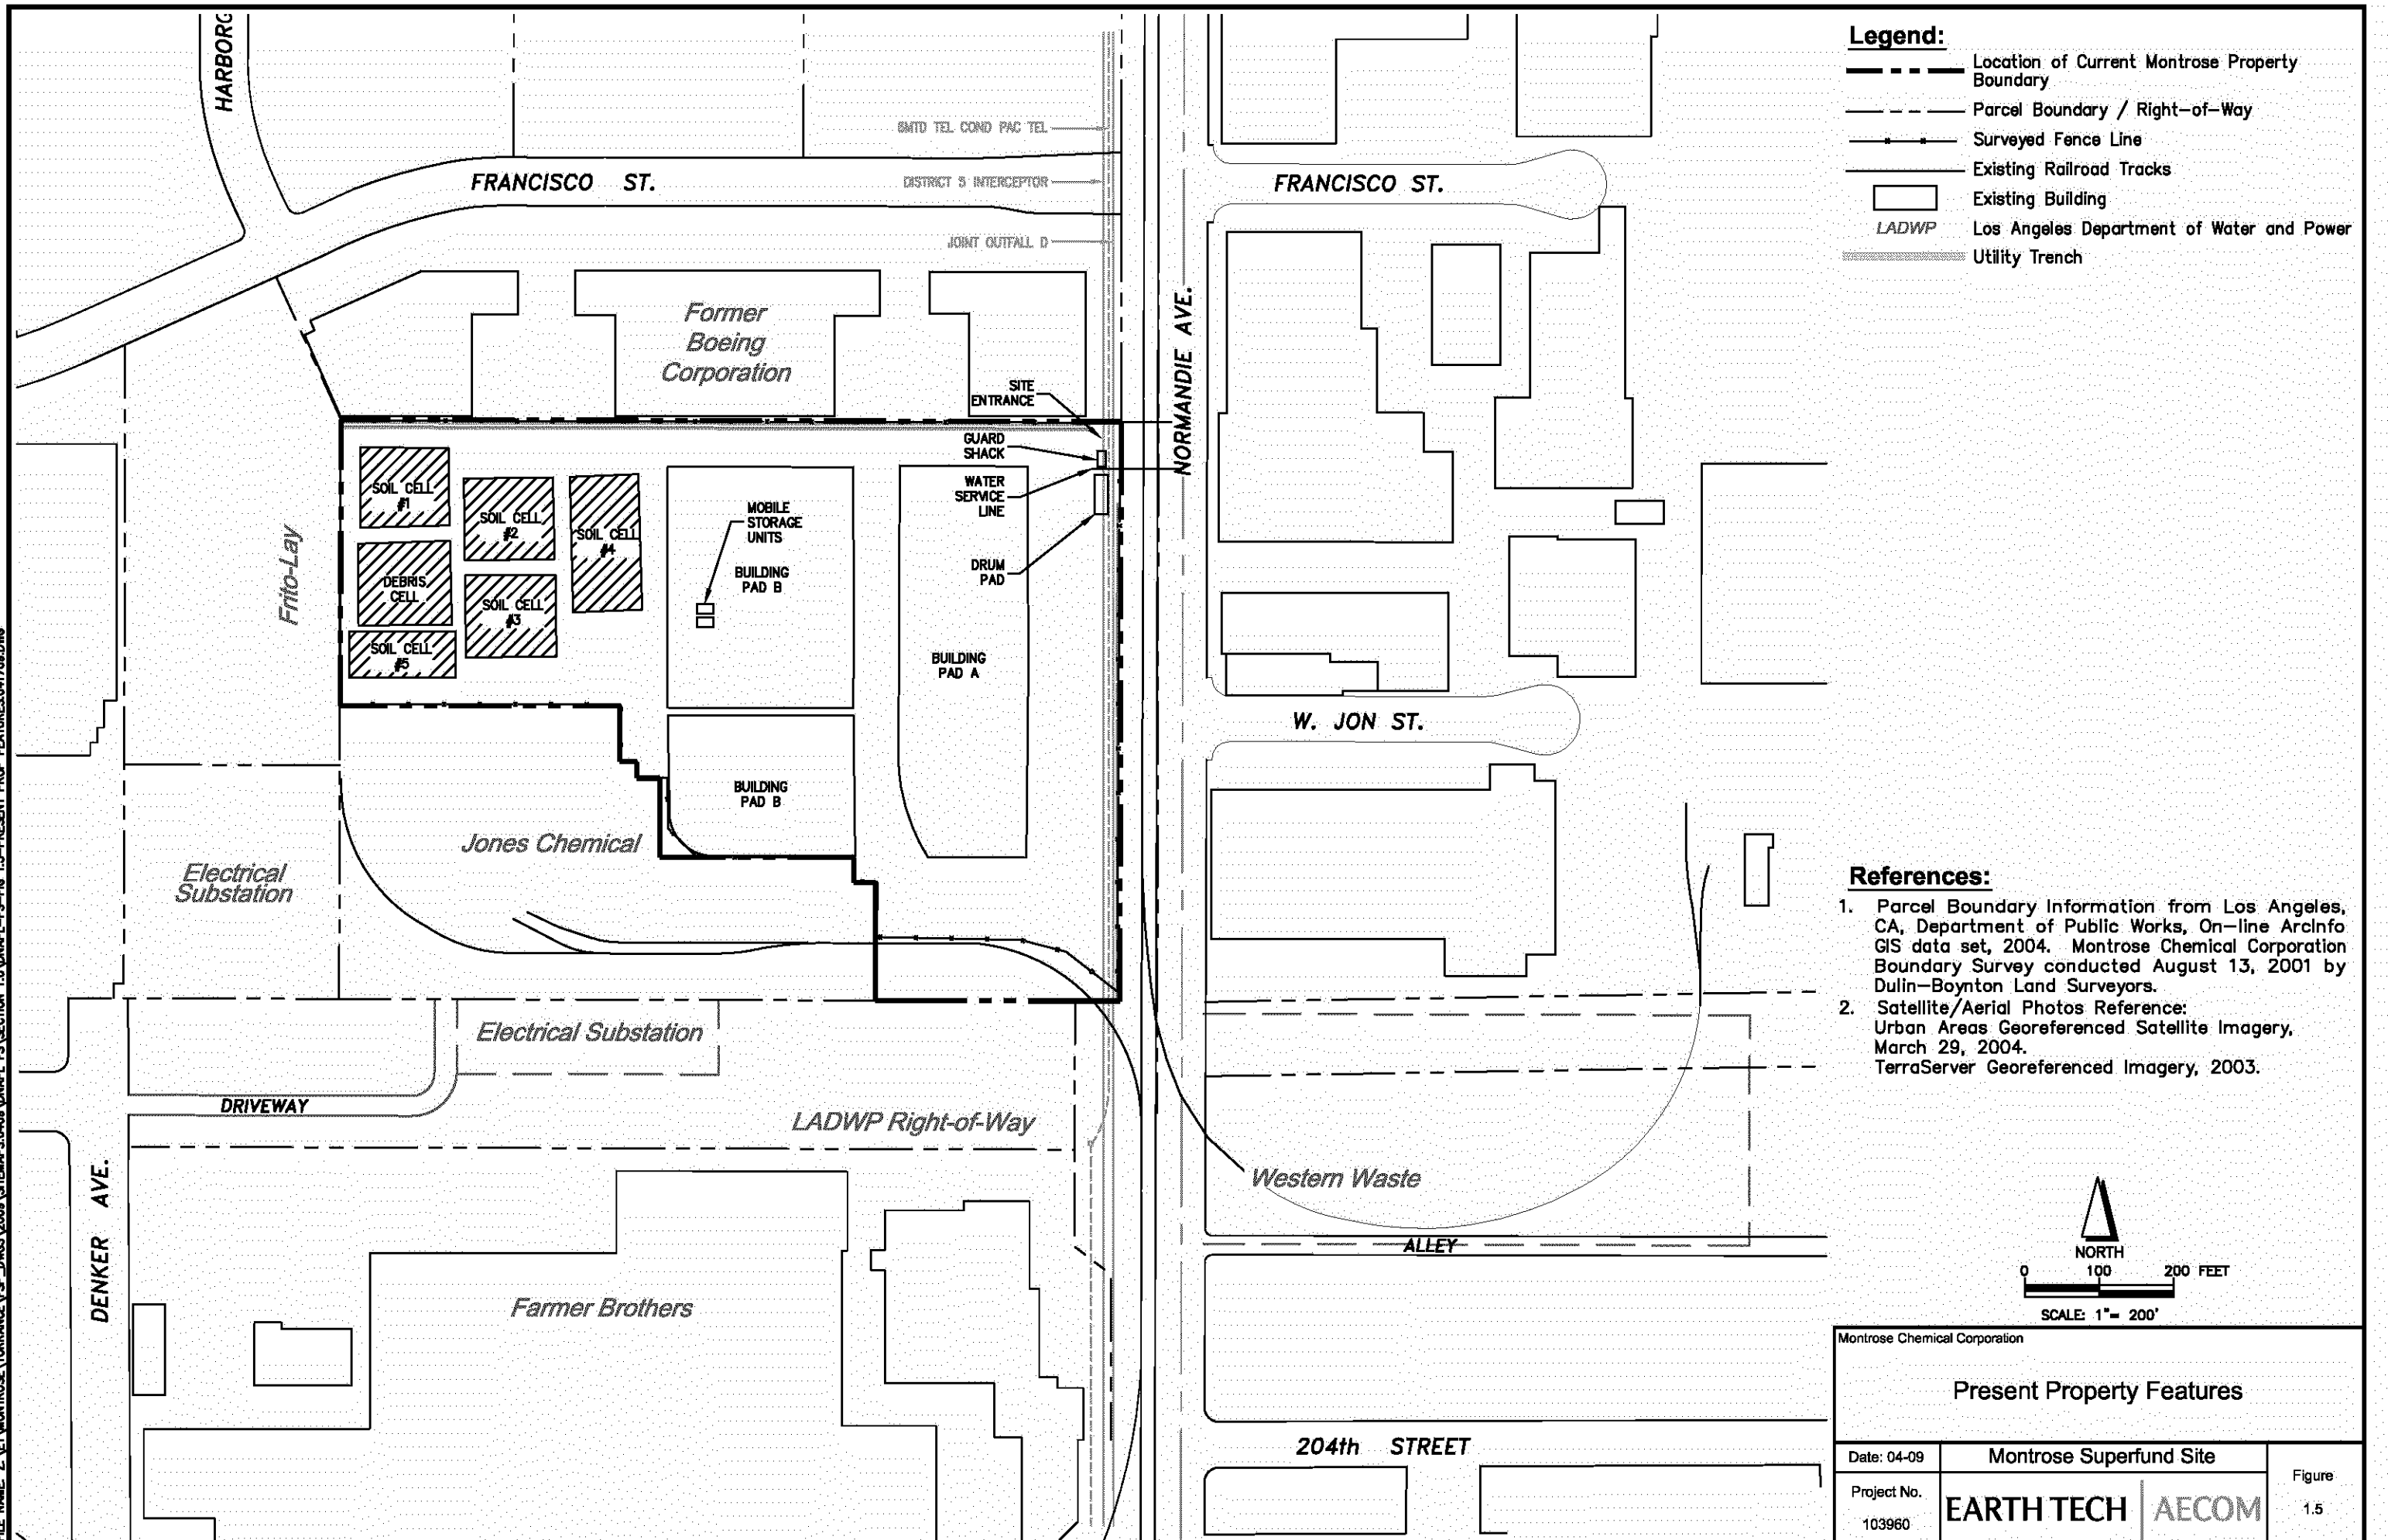 HARBORG
FRANCISCO ST.
6MTD TEL COND PAC TEL
DISTRICT 5 INTERCEPTOR
JOINT OUTFALL D
FRANCISCO ST.
NORMANDIE AVE.
Former
Boeing
Corporation
SITE
ENTRANCE
GUARD
SHACK
WATER
SERVICE
LINE
DRUM
PAD
SOIL CELL
#1
SOIL CELL
#2
SOIL CELL
#4
DEBRIS
CELL
SOIL CELL
#3
SOIL CELL
#5
MOBILE
STORAGE
UNITS
BUILDING
PAD B
BUILDING
PAD A
BUILDING
PAD B
Frito-Lay
W. JON ST.
Jones Chemical
Electrical
Substation
Electrical Substation
DRIVEWAY
LADWP Right-of-Way
Western Waste
DENKER AVE.
Farmer Brothers
ALLEY
204th STREET
Legend:
Location of Current Montrose Property
Boundary
Parcel Boundary / Right-of-Way
Surveyed Fence Line
Existing Railroad Tracks
Existing Building
LADWP Los Angeles Department of Water and Power
Utility Trench
References:
1. Parcel Boundary Information from Los Angeles,
CA, Department of Public Works, On-line ArcInfo
GIS data set, 2004. Montrose Chemical Corporation
Boundary Survey conducted August 13, 2001 by
Dulin-Boynton Land Surveyors.
2. Satellite/Aerial Photos Reference:
Urban Areas Georeferenced Satellite Imagery,
March 29, 2004.
TerraServer Georeferenced Imagery, 2003.
NORTH
0 100 200 FEET
SCALE: 1"= 200'
Montrose Chemical Corporation
Present Property Features
Date: 04-09
Montrose Superfund Site
Figure
1.5
Project No.
103960
EARTH TECH AECOM